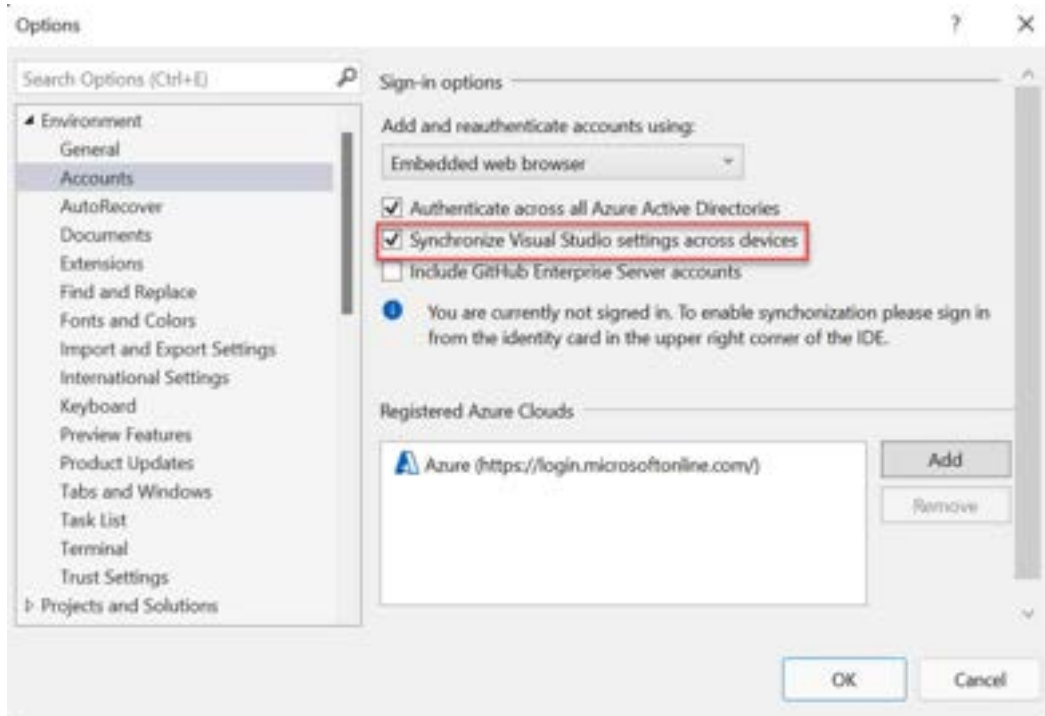 Options
?
Search Options (Ctrl+E)
Environment
General
Accounts
AutoRecover
Documents
Extensions
Find and Replace
Fonts and Colors
Import and Export Settings
International Settings
Keyboard
Preview Features
Product Updates
Tabs and Windows
Task List
Terminal
Trust Settings
Projects and Solutions
Sign-in options
Add and reauthenticate accounts using:
Embedded web browser
Authenticate across all Azure Active Directories
Synchronize Visual Studio settings across devices
Include GitHub Enterprise Server accounts
You are currently not signed in. To enable synchonization please sign in
from the identity card in the upper right corner of the IDE.
Registered Azure Clouds
Azure (https://login.microsoftonline.com/)
Add
Remove
OK
Cancel